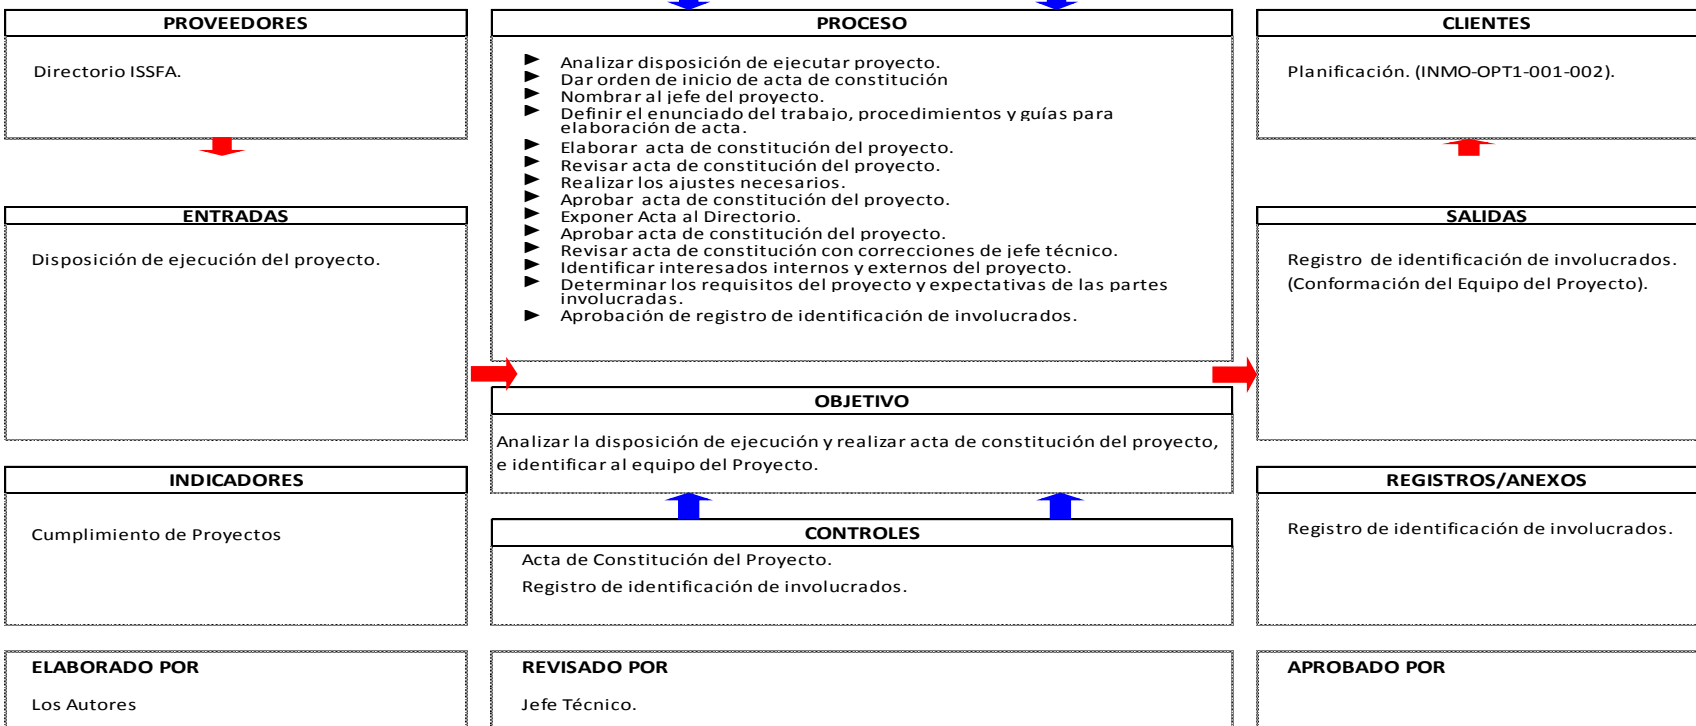 PROVEEDORES
Directorio ISSFA.
PROCESO
► Analizar disposición de ejecutar proyecto.
► Dar orden de inicio de acta de constitución
► Nombrar al jefe del proyecto.
► Definir el enunciado del trabajo, procedimientos y guías para
elaboración de acta.
► Elaborar acta de constitución del proyecto.
► Revisar acta de constitución del proyecto.
► Realizar los ajustes necesarios.
► Aprobar acta de constitución del proyecto.
► Exponer Acta al Directorio.
► Aprobar acta de constitución del proyecto.
► Revisar acta de constitución con correcciones de jefe técnico.
► Identificar interesados internos y externos del proyecto.
► Determinar los requisitos del proyecto y expectativas de las partes
involucradas.
► Aprobación de registro de identificación de involucrados.
CLIENTES
Planificación. (INMO-OPT1-001-002).
ENTRADAS
Disposición de ejecución del proyecto.
SALIDAS
Registro de identificación de involucrados.
(Conformación del Equipo del Proyecto).
OBJETIVO
Analizar la disposición de ejecución y realizar acta de constitución del proyecto,
e identificar al equipo del Proyecto.
INDICADORES
Cumplimiento de Proyectos
CONTROLES
Acta de Constitución del Proyecto.
Registro de identificación de involucrados.
REGISTROS/ANEXOS
Registro de identificación de involucrados.
ELABORADO POR
Los Autores
REVISADO POR
Jefe Técnico.
APROBADO POR